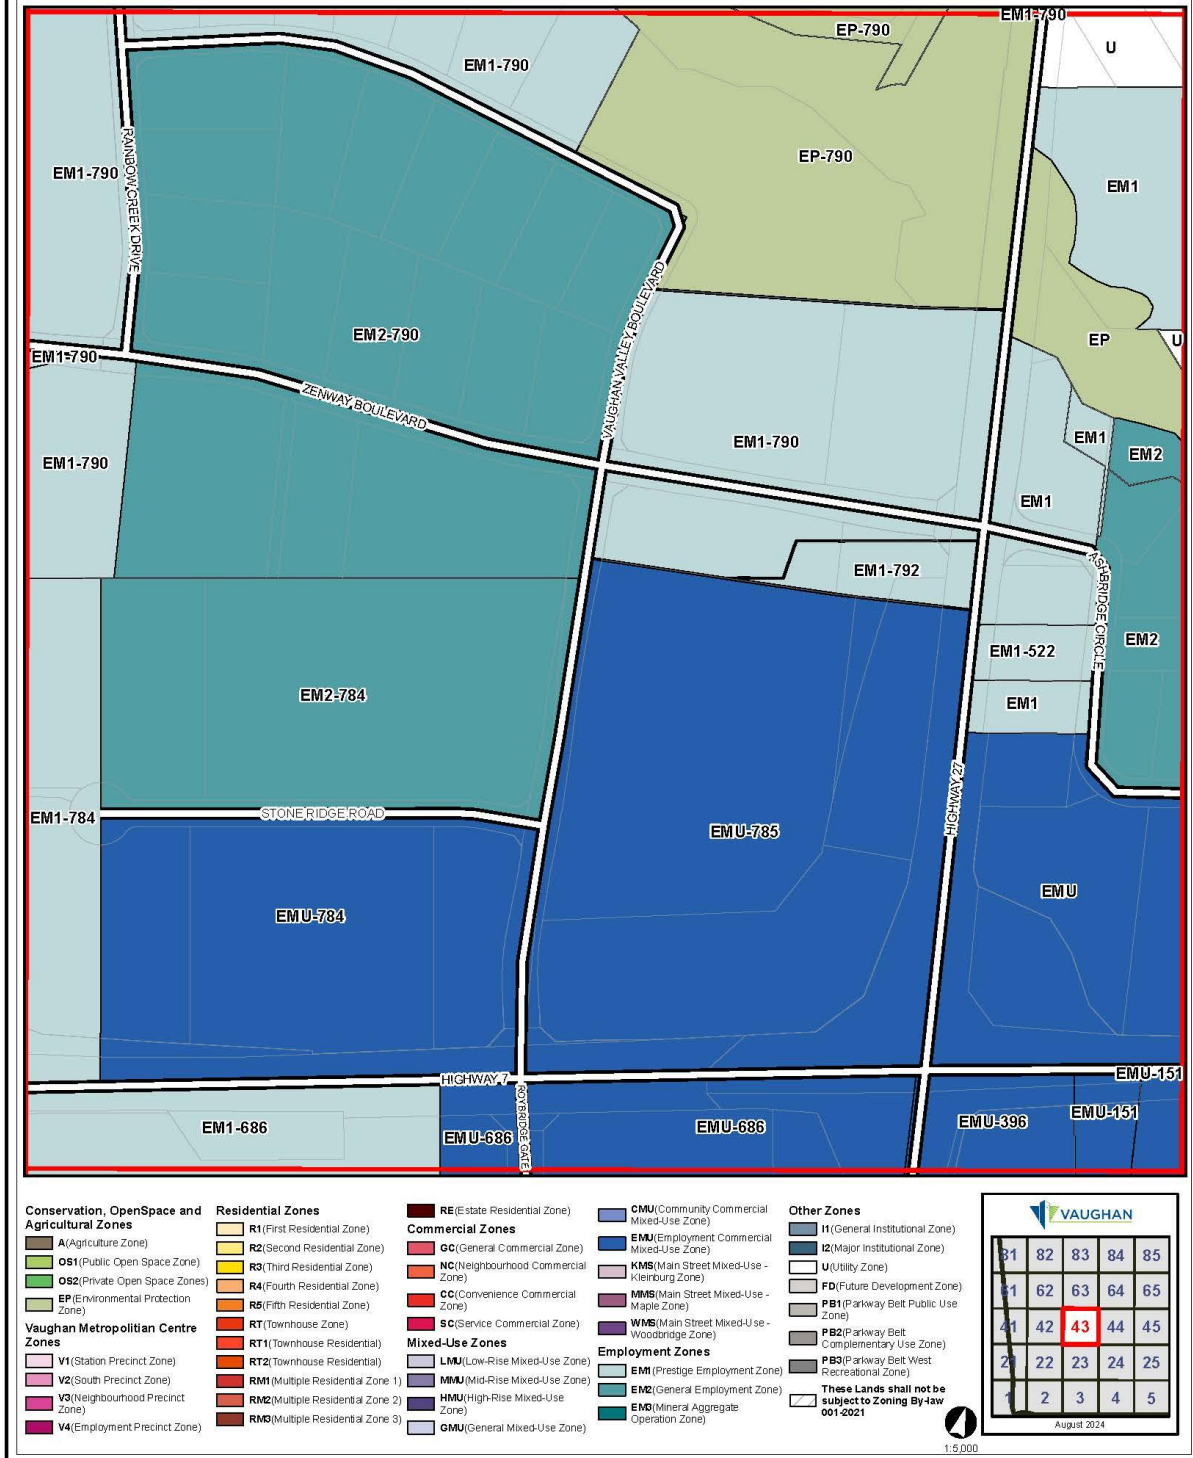 EM1-790
EP-790
U
EM1-790
EM1-790
RAINBOW CREEK DRIVE
EP-790
EM1
EM2-790
VAUGHAN VALLEY BOULEVARD
EM1-790
EP
U
ZENWAY BOULEVARD
EM1-790
EM1-790
EM1
EM2
EM1
EM1-792
ASHBRIDGE CIRCLE
EM1-522
EM2
EM2-784
EM1
HIGHWAY 27
EM1-784
STONE RIDGE ROAD
EMU-785
EMU
EMU-784
HIGHWAY 7
EMU-151
ROYBRIDGE GATE
EM1-686
EMU-686
EMU-686
EMU-396
EMU-151
Conservation, OpenSpace and
Agricultural Zones
A(Agriculture Zone)
OS1(Public Open Space Zone)
OS2(Private Open Space Zones)
EP(Environmental Protection
Zone)
Vaughan Metropolitan Centre
Zones
V1(Station Precinct Zone)
V2(South Precinct Zone)
V3(Neighbourhood Precinct
Zone)
V4(Employment Precinct Zone)
Residential Zones
R1(First Residential Zone)
R2(Second Residential Zone)
R3(Third Residential Zone)
R4(Fourth Residential Zone)
R5(Fifth Residential Zone)
RT(Townhouse Zone)
RT1(Townhouse Residential)
RT2(Townhouse Residential)
RM1(Multiple Residential Zone 1)
RM2(Multiple Residential Zone 2)
RM3(Multiple Residential Zone 3)
RE(Estate Residential Zone)
Commercial Zones
GC(General Commercial Zone)
NC(Neighbourhood Commercial
Zone)
CC(Convenience Commercial
Zone)
SC(Service Commercial Zone)
Mixed-Use Zones
LMU(Low-Rise Mixed-Use Zone)
MMU(Mid-Rise Mixed-Use Zone)
HMU(High-Rise Mixed-Use
Zone)
GMU(General Mixed-Use Zone)
CMU(Community Commercial
Mixed-Use Zone)
EMU(Employment Commercial
Mixed-Use Zone)
KMS(Main Street Mixed-Use -
Kleinburg Zone)
MMS(Main Street Mixed-Use -
Maple Zone)
WMS(Main Street Mixed-Use -
Woodbridge Zone)
Employment Zones
EM1(Prestige Employment Zone)
EM2(General Employment Zone)
EM3(Mineral Aggregate
Operation Zone)
Other Zones
I1(General Institutional Zone)
I2(Major Institutional Zone)
U(Utility Zone)
FD(Future Development Zone)
PB1(Parkway Belt Public Use
Zone)
PB2(Parkway Belt
Complementary Use Zone)
PB3(Parkway Belt West
Recreational Zone)
These Lands shall not be
subject to Zoning By-law
001-2021
1:5,000
VAUGHAN
81 82 83 84 85
61 62 63 64 65
41 42 43 44 45
21 22 23 24 25
1 2 3 4 5
August 2024